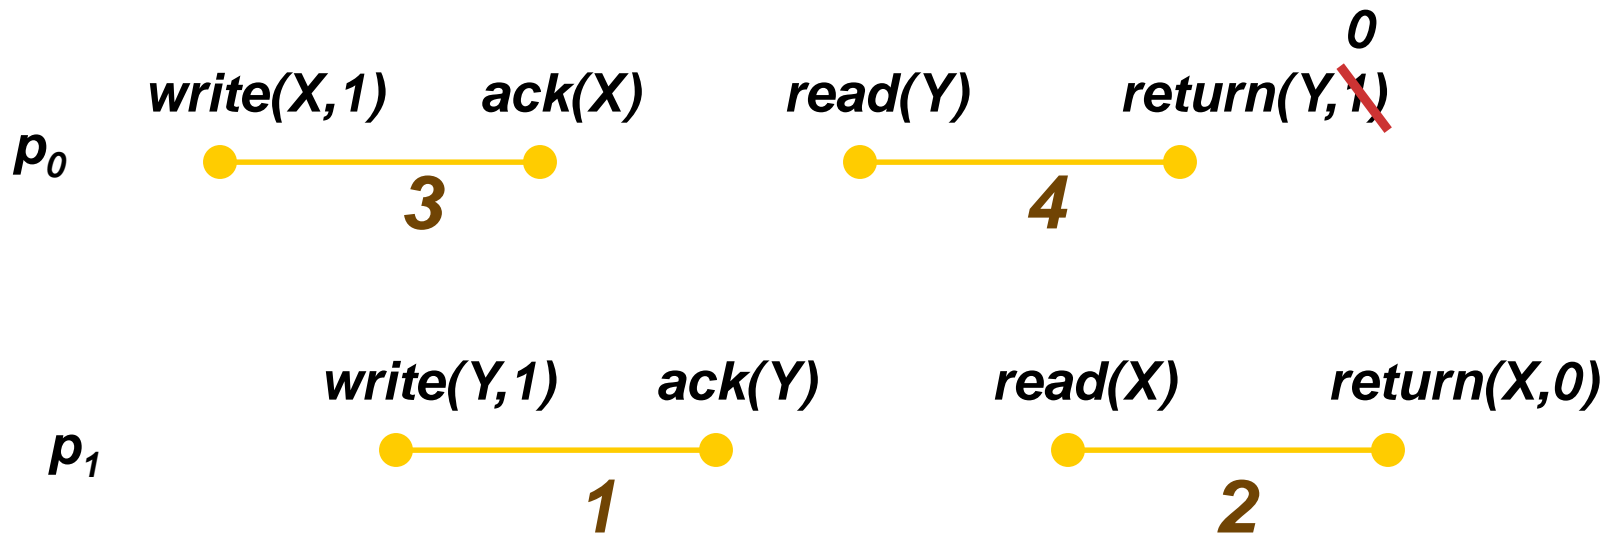 0
write(X,1) ack(X) read(Y) return(Y,1)
p0
3 4
write(Y,1) ack(Y) read(X) return(X,0)
p1
1 2